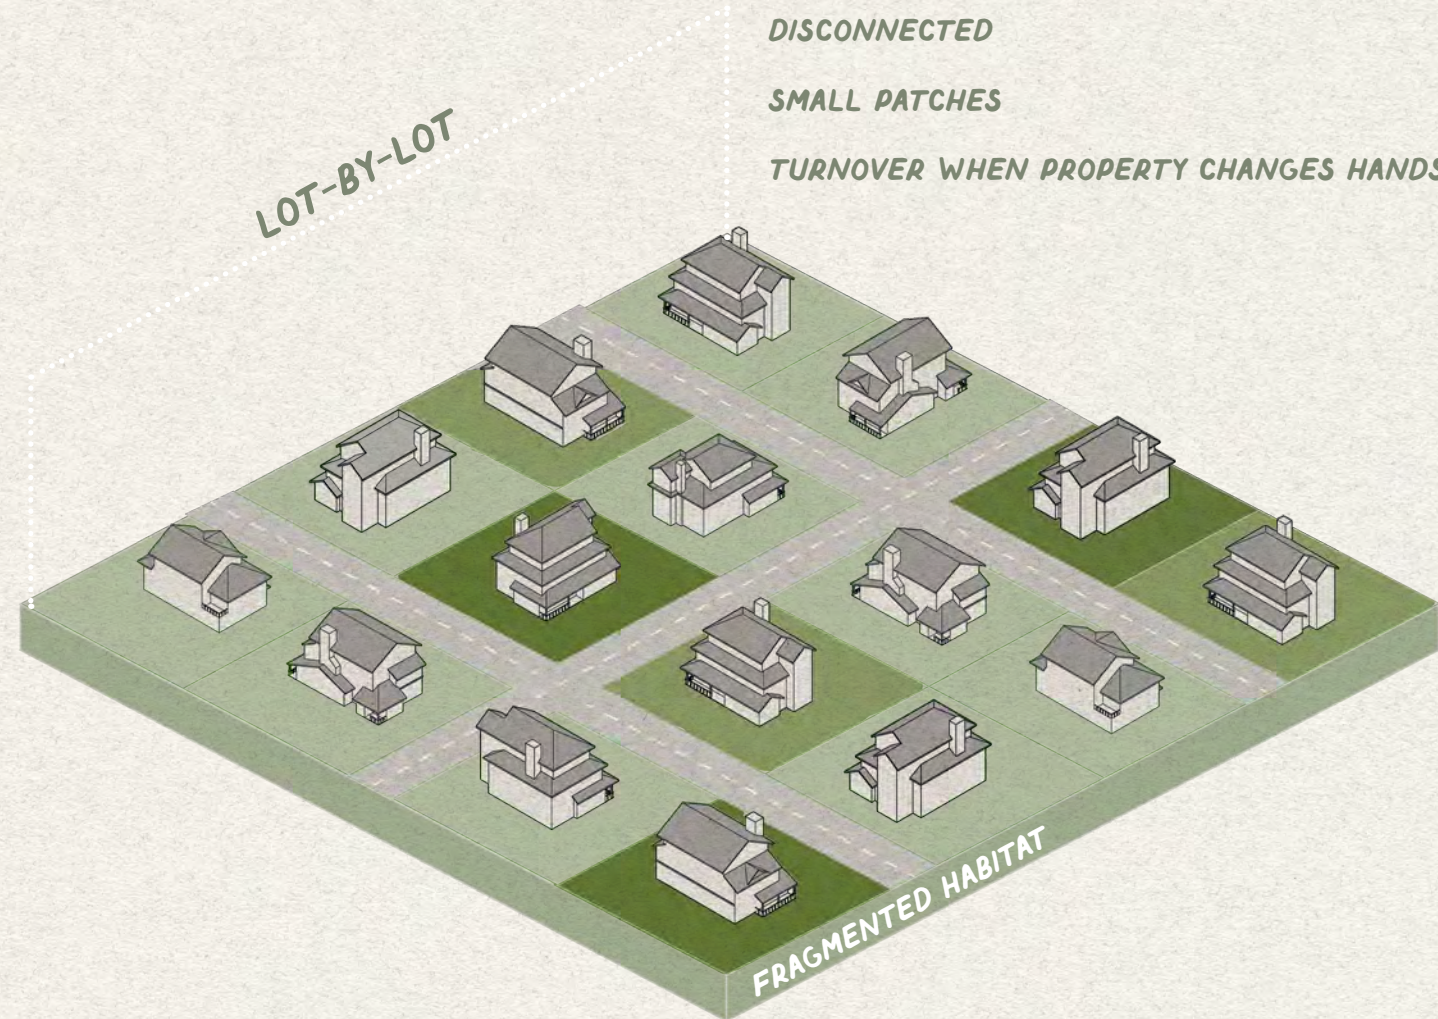 DISCONNECTED
SMALL PATCHES
TURNOVER WHEN PROPERTY CHANGES HANDS
LOT-BY-LOT
FRAGMENTED HABITAT